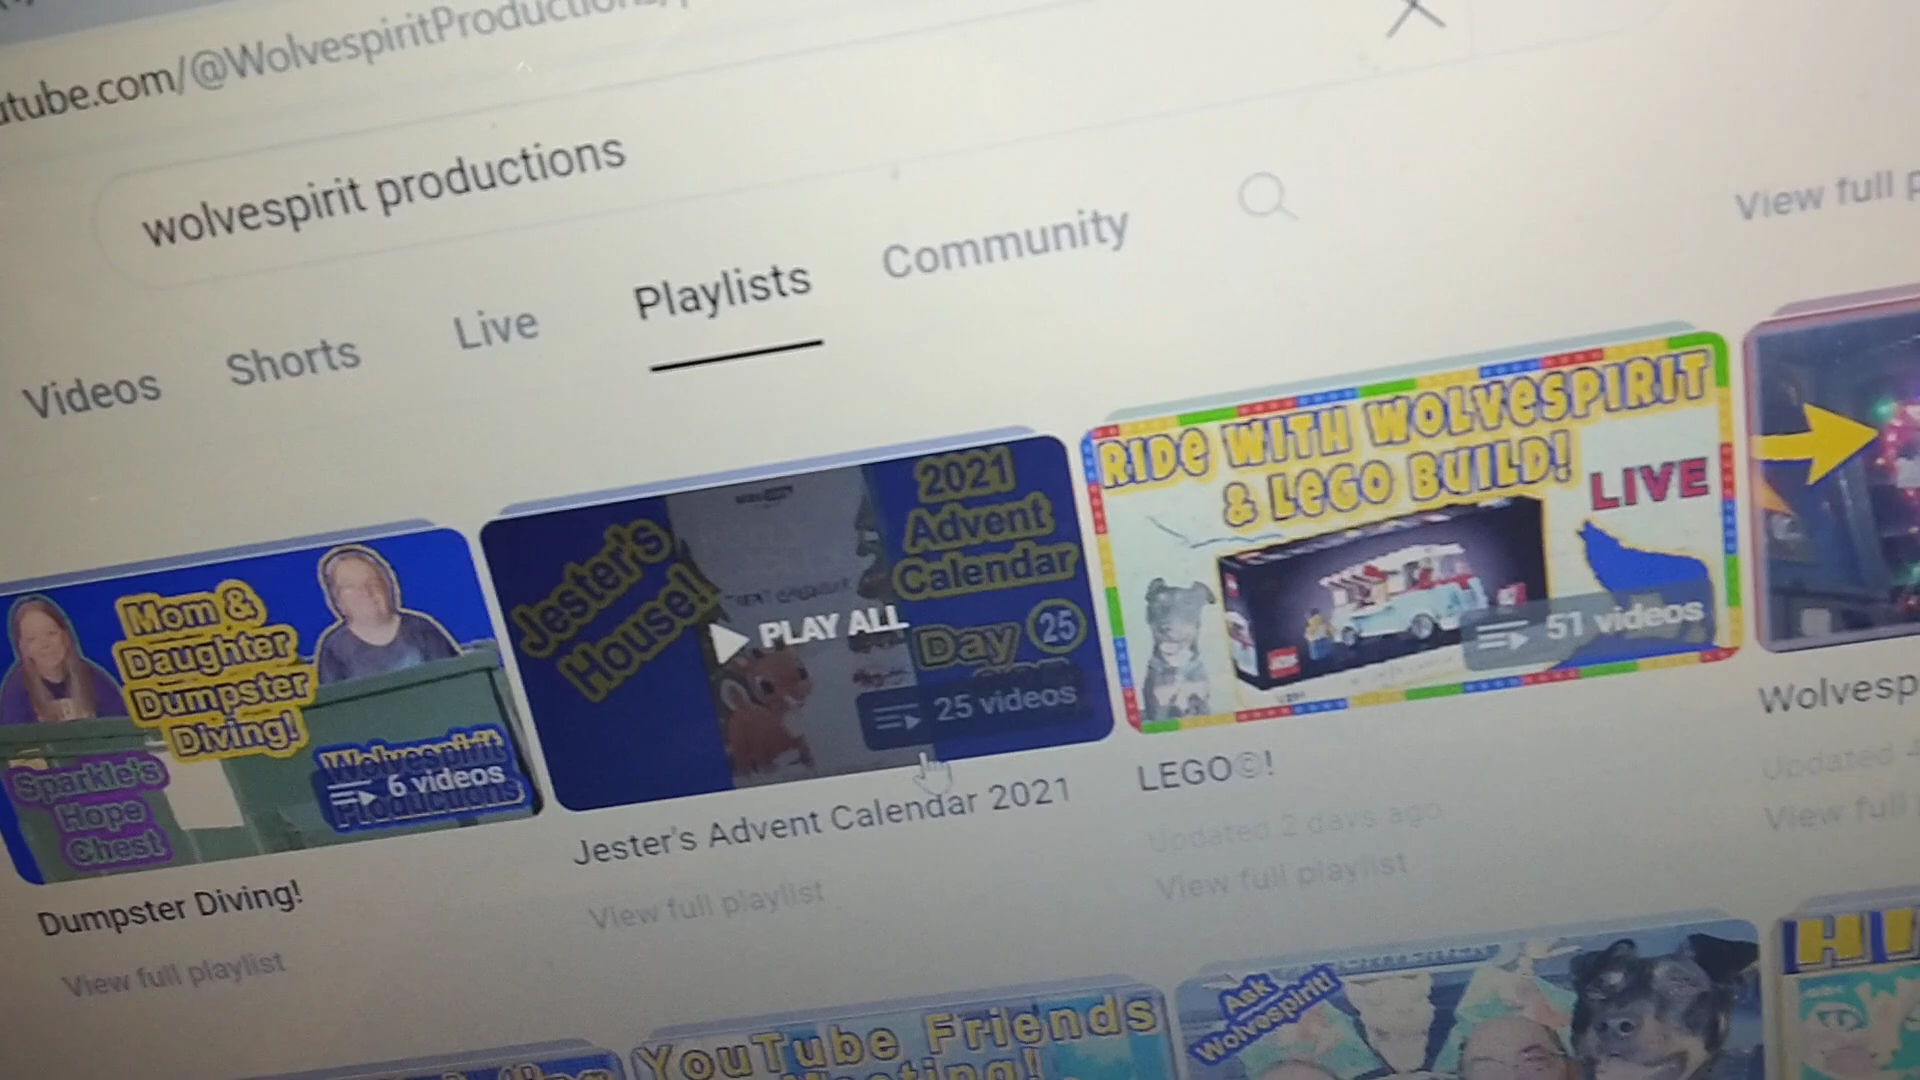 utube.com/@WolvespiritProductions/
wolvespirit productions
Videos
Shorts
Live
Playlists
Community
View full
Mom &
Daughter
Dumpster
Diving!
Sparkle's
Hope
Chest
Wolvespirit
Productions
6 videos
Dumpster Diving!
View full playlist
Jester's
House!
2021
Advent
Calendar
Day 25
PLAY ALL
25 videos
Jester's Advent Calendar 2021
View full playlist
RIDe WITH WOLVeSPIRIT
& LeGO BUILD!
LIVE
51 videos
LEGO©!
Updated 2 days ago
View full playlist
Wolvesp
Updated
View full
YouTube Friends
Meeting!
Ask
Wolvespirit!